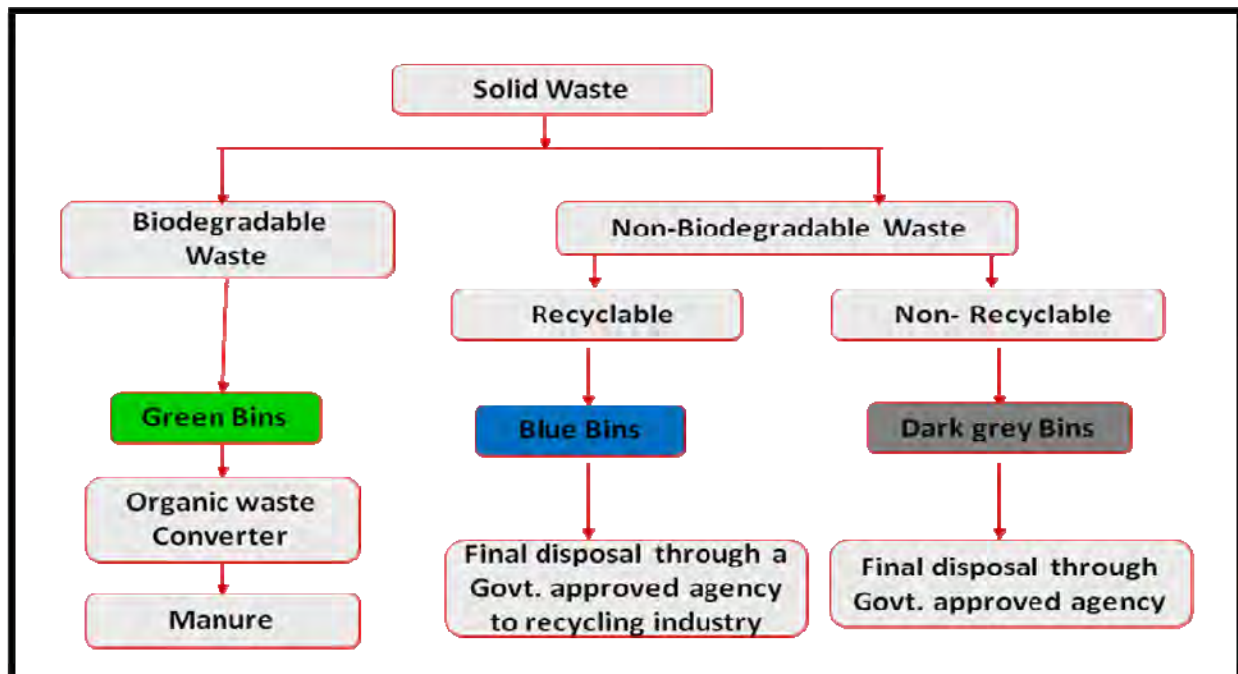 Solid Waste
Biodegradable
Waste
Non-Biodegradable Waste
Recyclable
Non- Recyclable
Green Bins
Blue Bins
Dark grey Bins
Organic waste
Converter
Final disposal through a
Govt. approved agency
to recycling industry
Final disposal through
Govt. approved agency
Manure